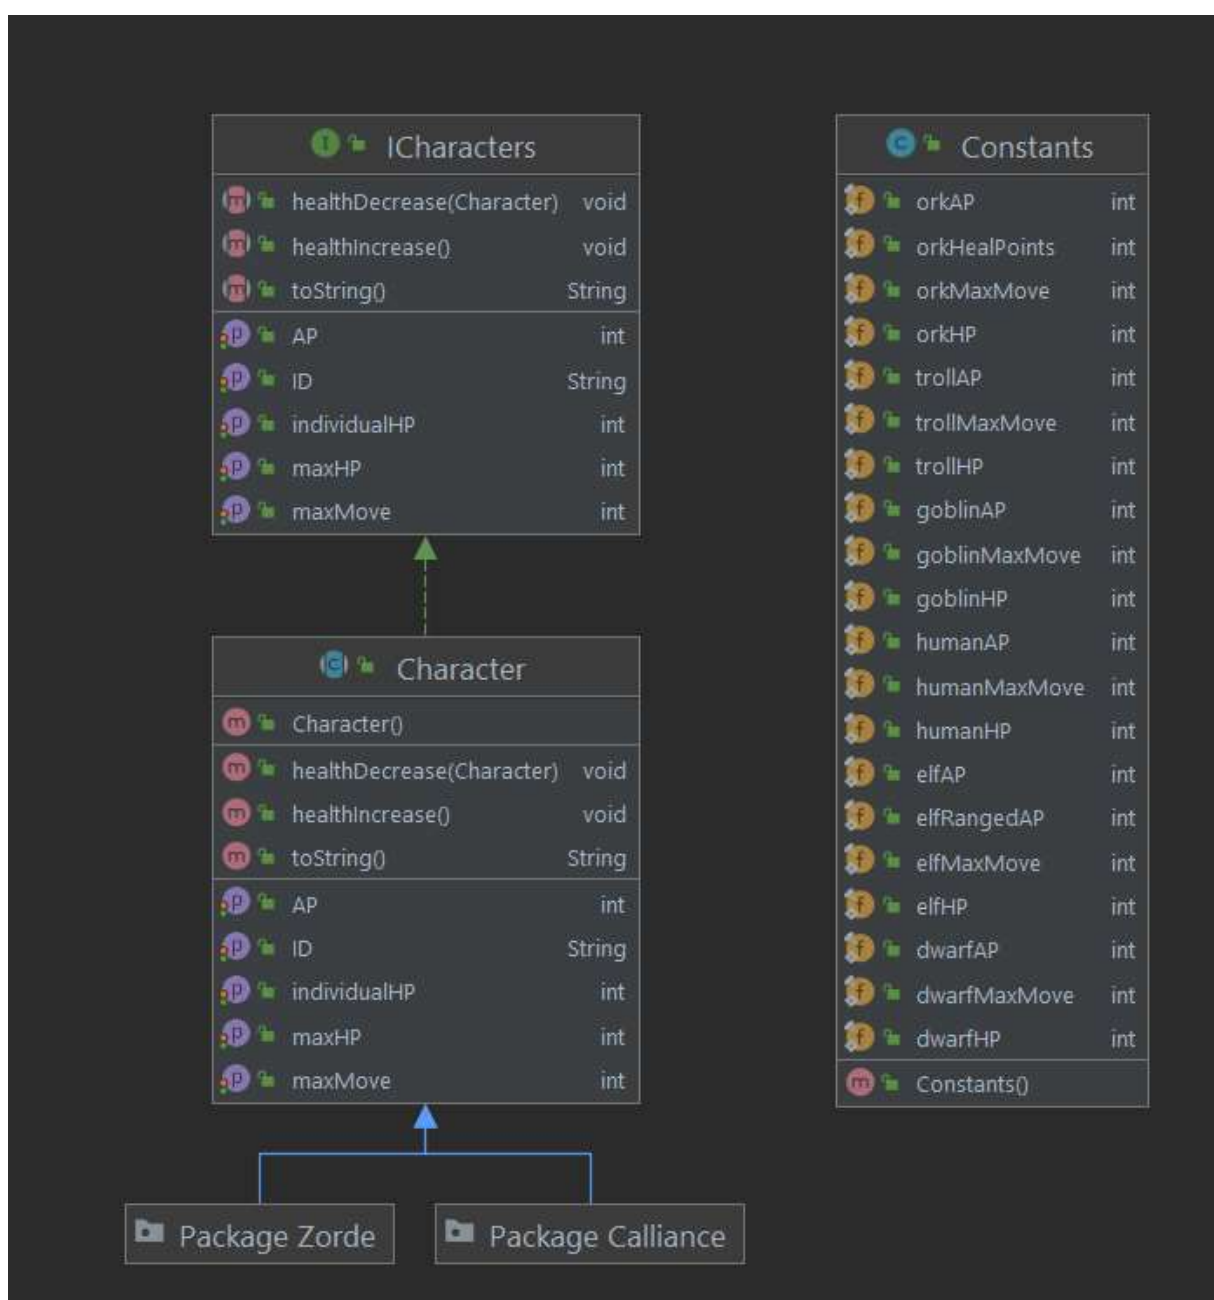 ICharacters
healthDecrease(Character) void
healthIncrease() void
toString() String
AP int
ID String
individualHP int
maxHP int
maxMove int
Character
Character()
healthDecrease(Character) void
healthIncrease() void
toString() String
AP int
ID String
individualHP int
maxHP int
maxMove int
Package Zorde
Package Calliance
Constants
orkAP int
orkHealPoints int
orkMaxMove int
orkHP int
trollAP int
trollMaxMove int
trollHP int
goblinAP int
goblinMaxMove int
goblinHP int
humanAP int
humanMaxMove int
humanHP int
elfAP int
elfRangedAP int
elfMaxMove int
elfHP int
dwarfAP int
dwarfMaxMove int
dwarfHP int
Constants()